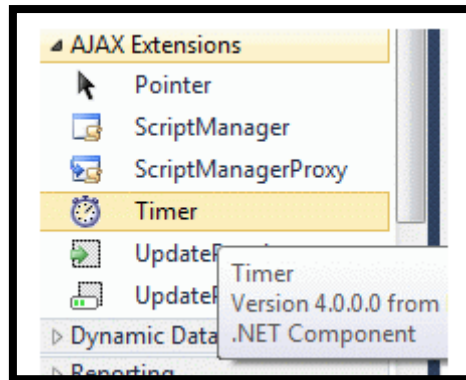 AJAX Extensions
Pointer
ScriptManager
ScriptManagerProxy
Timer
Timer
Version 4.0.0.0 from
.NET Component
Dynamic Data